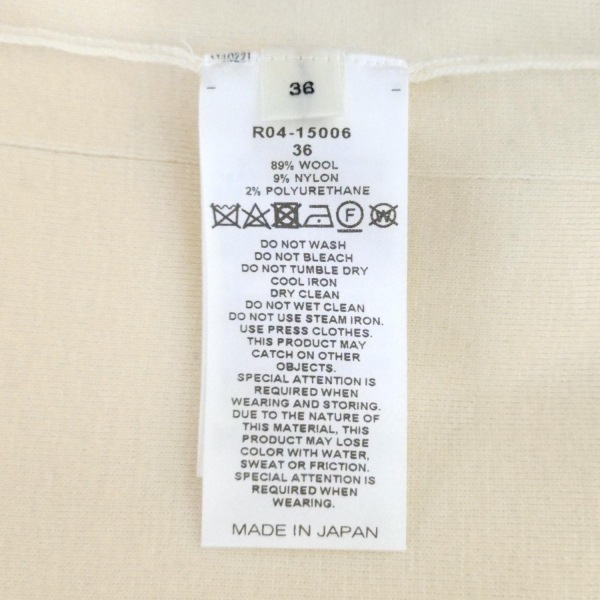 36
R04-15006
36
89% WOOL
9% NYLON
2% POLYURETHANE
F W
DO NOT WASH
DO NOT BLEACH
DO NOT TUMBLE DRY
COOL IRON
DRY CLEAN
DO NOT WET CLEAN
DO NOT USE STEAM IRON.
USE PRESS CLOTHES.
THIS PRODUCT MAY
CATCH ON OTHER
OBJECTS.
SPECIAL ATTENTION IS
REQUIRED WHEN
WEARING AND STORING.
DUE TO THE NATURE OF
THIS MATERIAL, THIS
PRODUCT MAY LOSE
COLOR WITH WATER,
SWEAT OR FRICTION.
SPECIAL ATTENTION IS
REQUIRED WHEN
WEARING.
MADE IN JAPAN